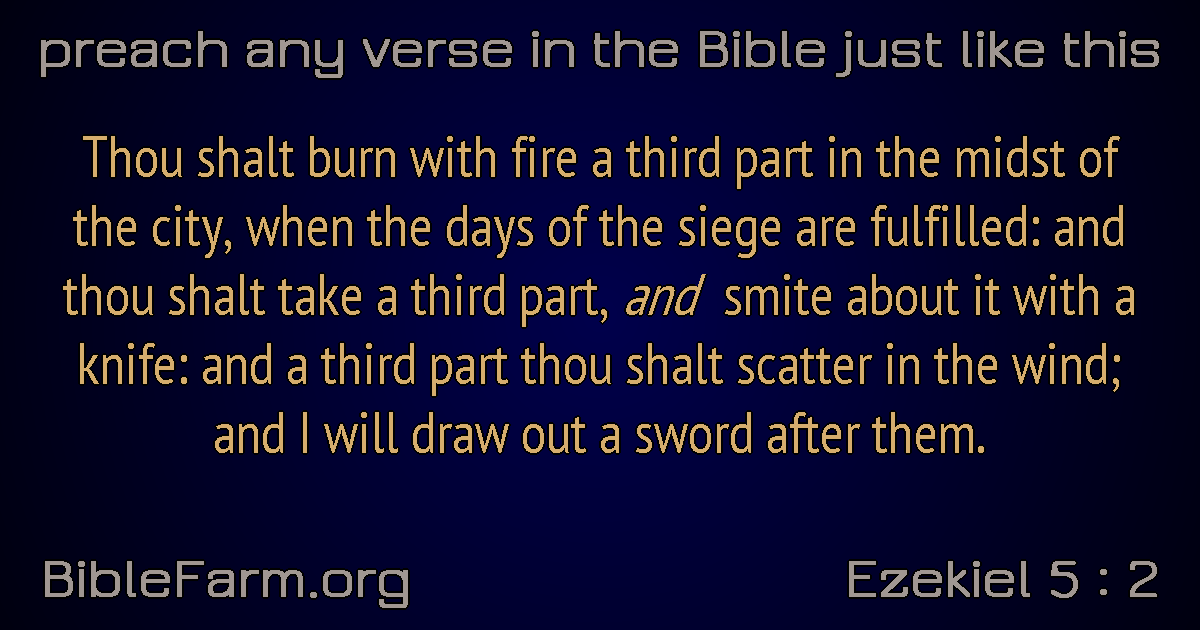 preach any verse in the Bible just like this
Thou shalt burn with fire a third part in the midst of
the city, when the days of the siege are fulfilled: and
thou shalt take a third part, and smite about it with a
knife: and a third part thou shalt scatter in the wind;
and I will draw out a sword after them.
BibleFarm.org
Ezekiel 5 : 2